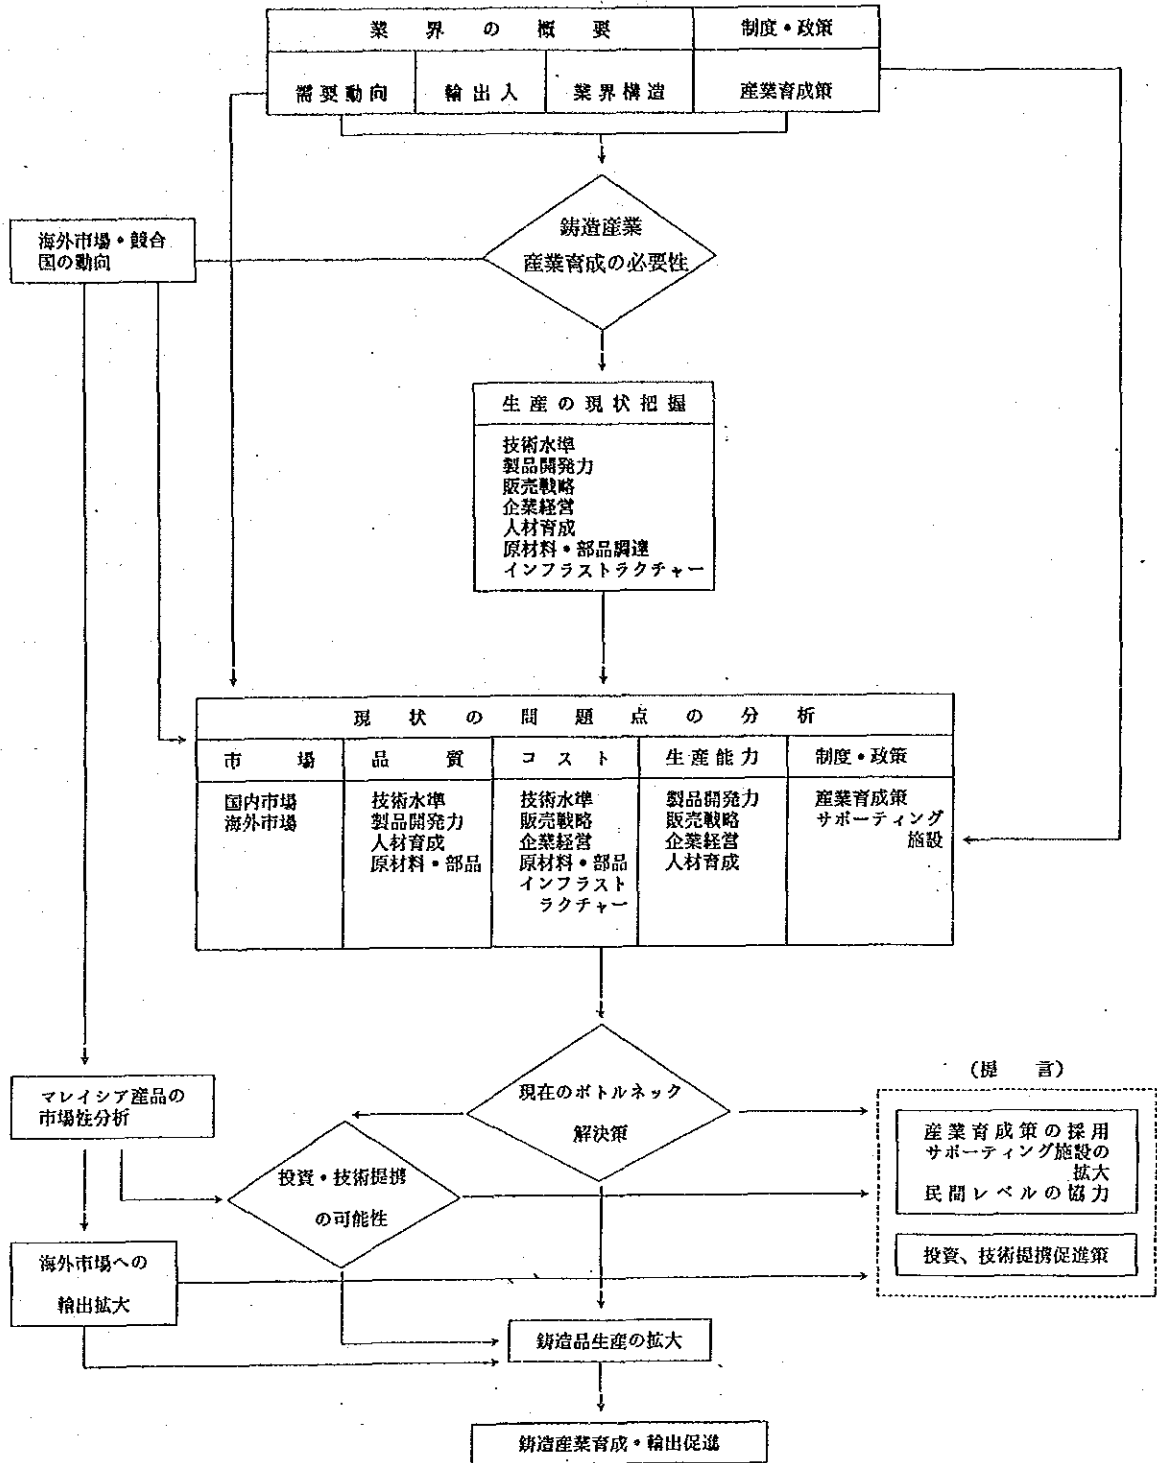 業界の概要
制度・政策
需要動向
輸出入
業界構造
産業育成策
鋳造産業
産業育成の必要性
海外市場・競合
国の動向
生産の現状把握
技術水準
製品開発力
販売戦略
企業経営
人材育成
原材料・部品調達
インフラストラクチャー
現状の問題点の分析
市場
品質
コスト
生産能力
制度・政策
国内市場
海外市場
技術水準
製品開発力
人材育成
原材料・部品
技術水準
販売戦略
企業経営
原材料・部品
インフラスト
ラクチャー
製品開発力
販売戦略
企業経営
人材育成
産業育成策
サポーティング
施設
マレイシア産品の
市場性分析
現在のボトルネック
解決策
(提言)
産業育成策の採用
サポーティング施設の
拡大
民間レベルの協力
投資、技術提携促進策
投資・技術提携
の可能性
海外市場への
輸出拡大
鋳造品生産の拡大
鋳造産業育成・輸出促進